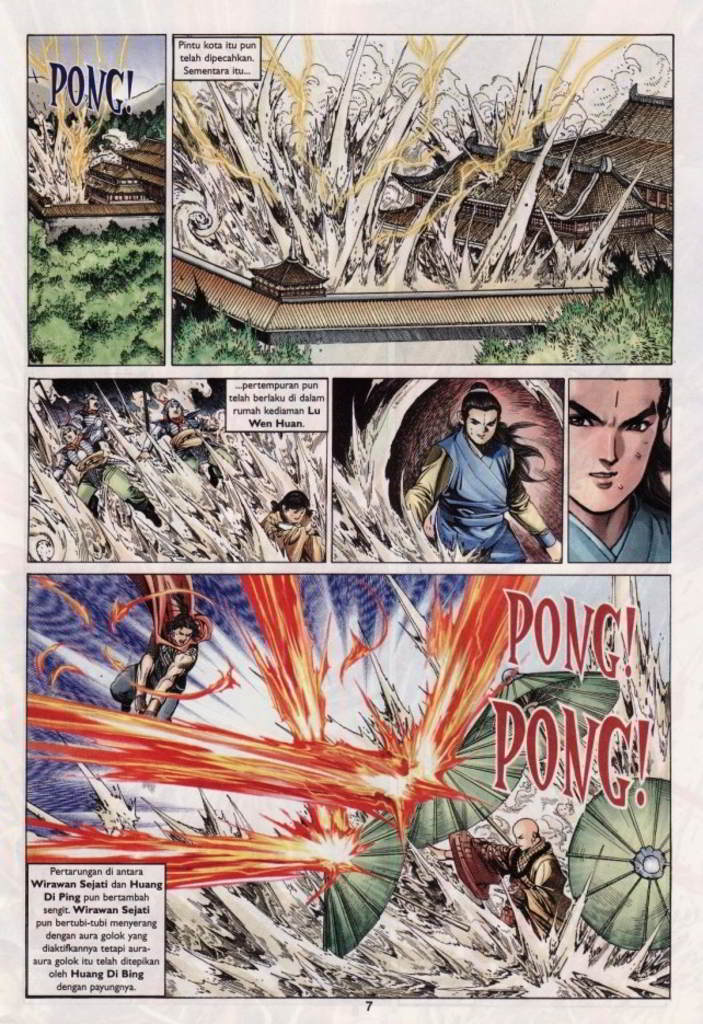 PONG!
Pintu kota itu pun
telah dipecahkan.
Sementara itu...
...pertempuran pun
telah berlaku di dalam
rumah kediaman Lu
Wen Huan.
PONG!
PONG!
Pertarungan di antara
Wirawan Sejati dan Huang
Di Ping pun bertambah
sengit. Wirawan Sejati
pun bertubi-tubi menyerang
dengan aura golok yang
diaktifkannya tetapi aura-
aura golok itu telah ditepikan
oleh Huang Di Bing
dengan payungnya.
7